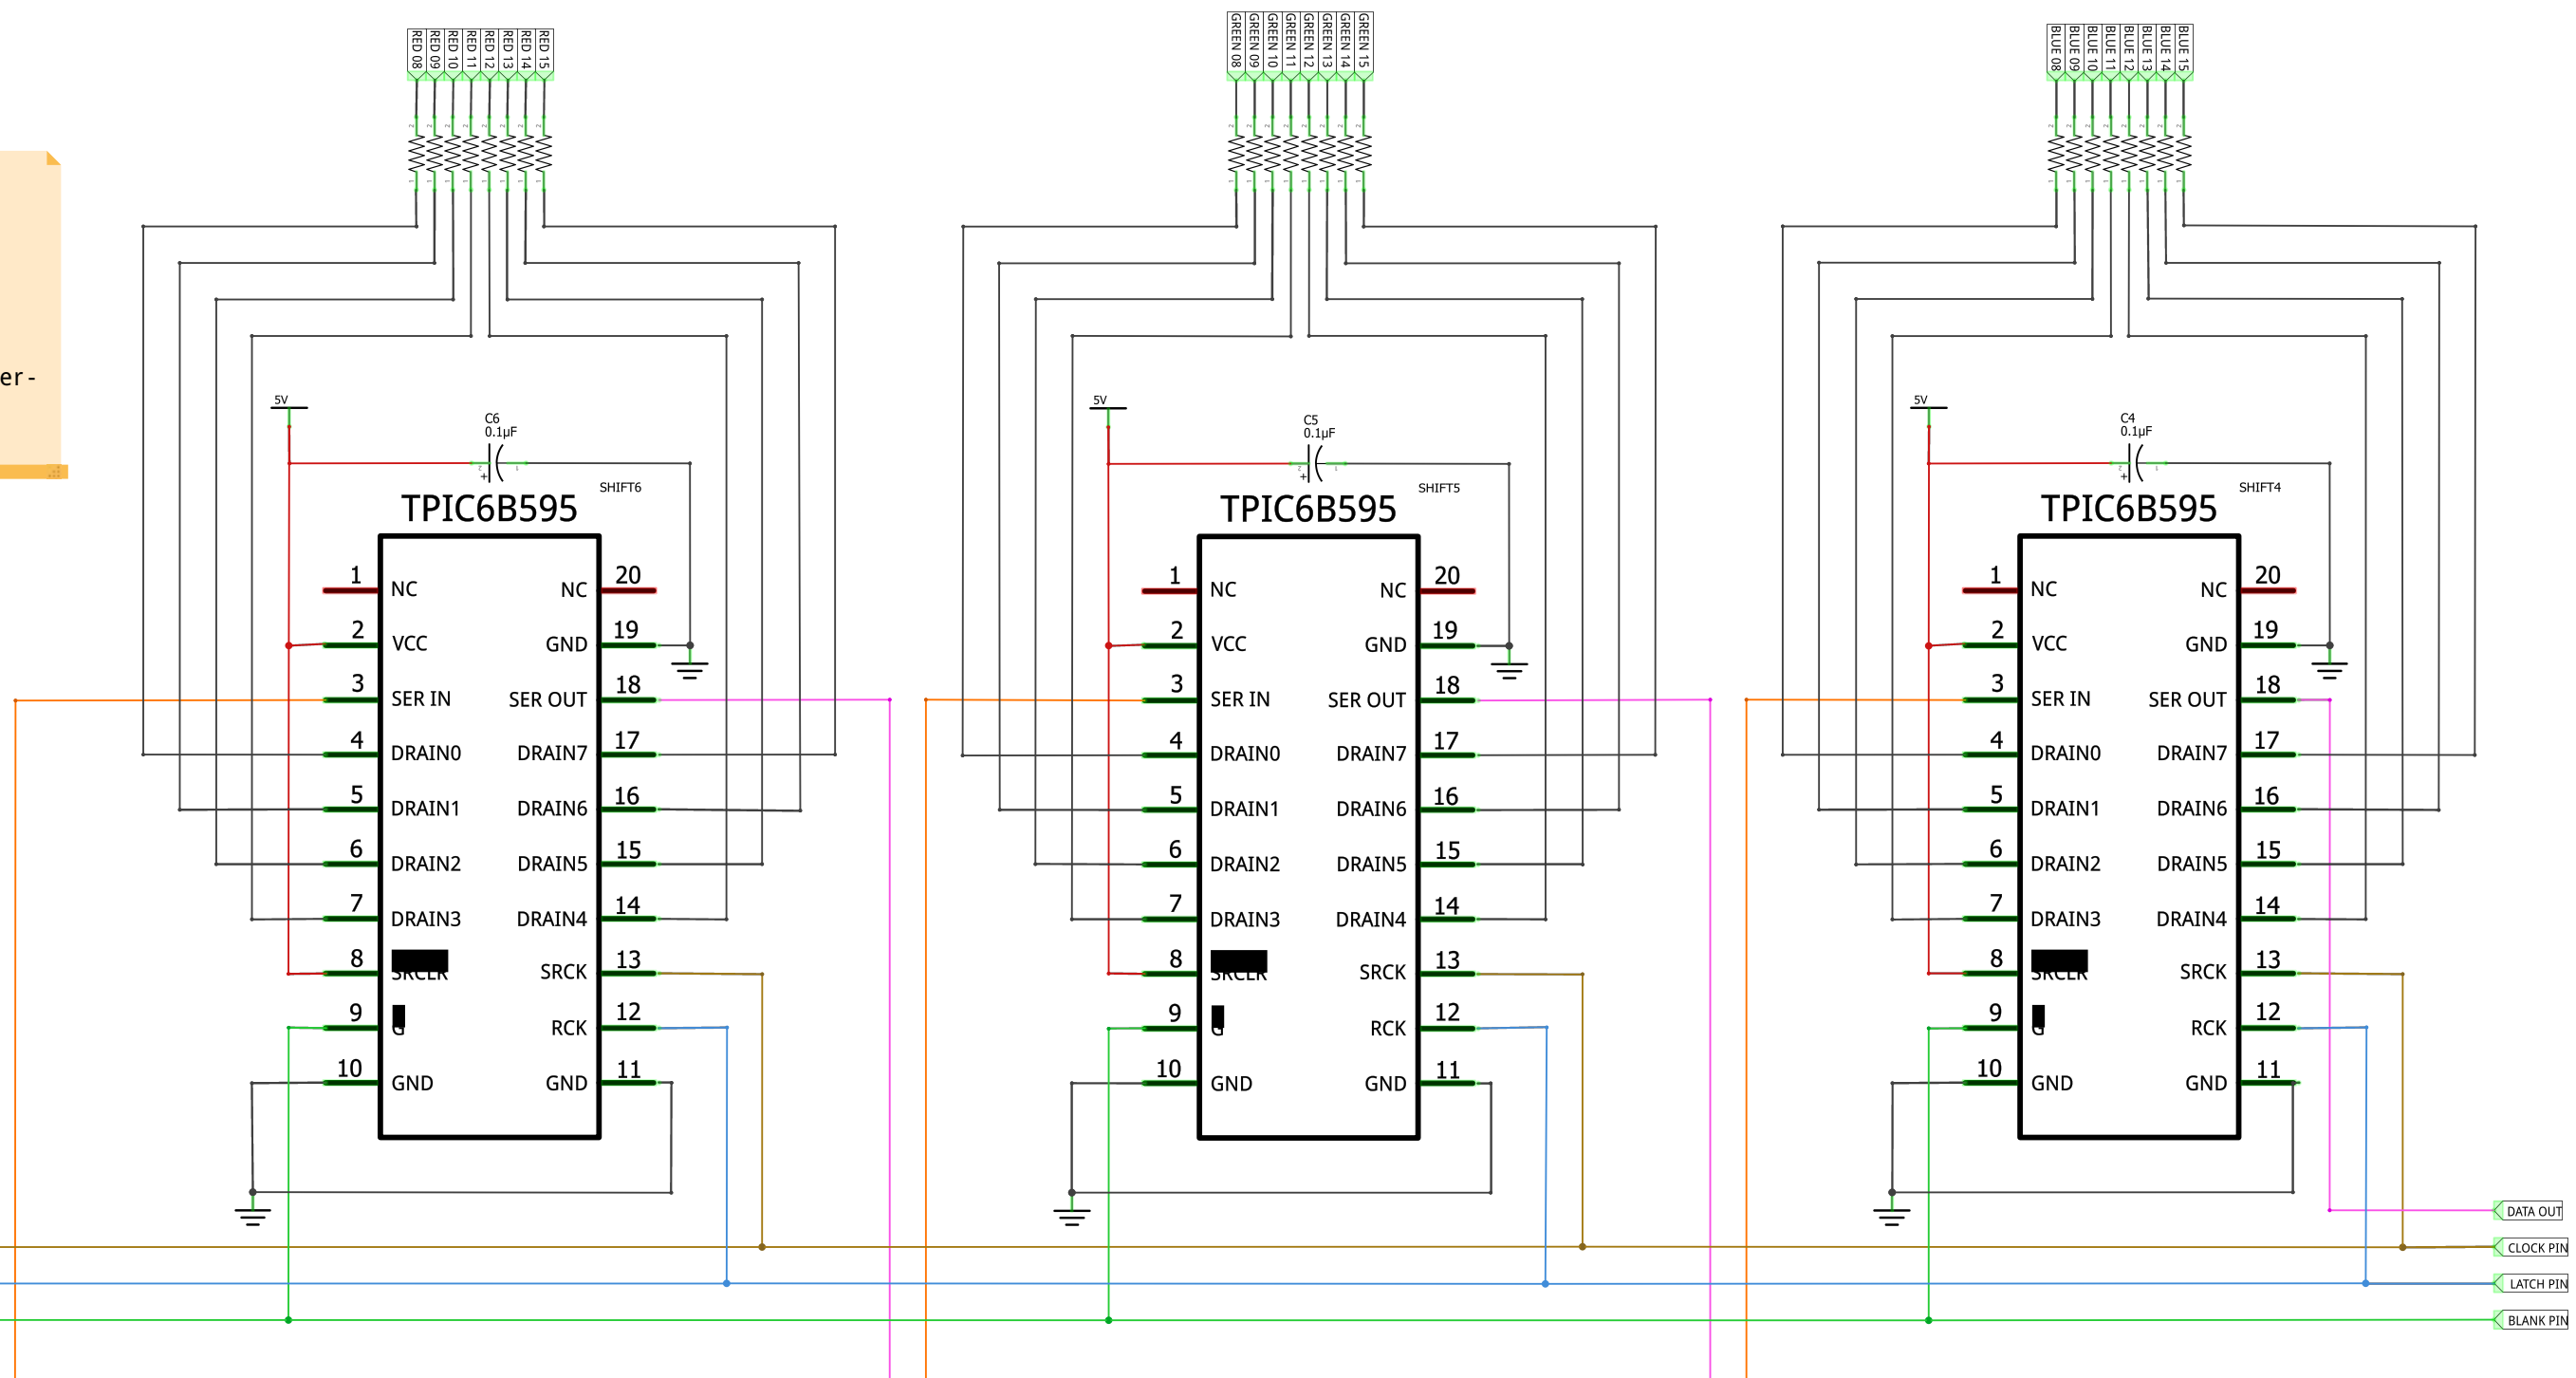 RED 08
RED 09
RED 10
RED 11
RED 12
RED 13
RED 14
RED 15
GREEN 08
GREEN 09
GREEN 10
GREEN 11
GREEN 12
GREEN 13
GREEN 14
GREEN 15
BLUE 08
BLUE 09
BLUE 10
BLUE 11
BLUE 12
BLUE 13
BLUE 14
BLUE 15
er-
5V
C6
0.1µF
2 1
+
SHIFT6
TPIC6B595
1 NC NC 20
2 VCC GND 19
3 SER IN SER OUT 18
4 DRAIN0 DRAIN7 17
5 DRAIN1 DRAIN6 16
6 DRAIN2 DRAIN5 15
7 DRAIN3 DRAIN4 14
8 SRCLR SRCK 13
9 G RCK 12
10 GND GND 11
5V
C5
0.1µF
2 1
+
SHIFT5
TPIC6B595
1 NC NC 20
2 VCC GND 19
3 SER IN SER OUT 18
4 DRAIN0 DRAIN7 17
5 DRAIN1 DRAIN6 16
6 DRAIN2 DRAIN5 15
7 DRAIN3 DRAIN4 14
8 SRCLR SRCK 13
9 G RCK 12
10 GND GND 11
5V
C4
0.1µF
2 1
+
SHIFT4
TPIC6B595
1 NC NC 20
2 VCC GND 19
3 SER IN SER OUT 18
4 DRAIN0 DRAIN7 17
5 DRAIN1 DRAIN6 16
6 DRAIN2 DRAIN5 15
7 DRAIN3 DRAIN4 14
8 SRCLR SRCK 13
9 G RCK 12
10 GND GND 11
DATA OUT
CLOCK PIN
LATCH PIN
BLANK PIN